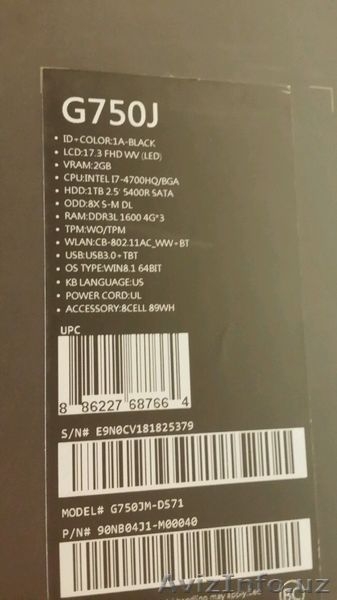 G750J
• ID+COLOR:1A-BLACK
• LCD:17.3 FHD WV (LED)
• VRAM:2GB
• CPU:INTEL I7-4700HQ/BGA
• HDD:1TB 2.5' 5400R SATA
• ODD:8X S-M DL
• RAM:DDR3L 1600 4G*3
• TPM:WO/TPM
• WLAN:CB-802.11AC_WW+BT
• USB:USB3.0+TBT
• OS TYPE:WIN8.1 64BIT
• KB LANGUAGE:US
• POWER CORD:UL
• ACCESSORY:8CELL 89WH
UPC
8 86227 68766 4
S/N# E9N0CV181825379
MODEL# G750JM-DS71
P/N# 90NB04J1-M00040
handling may affect
AvizInfo.uz